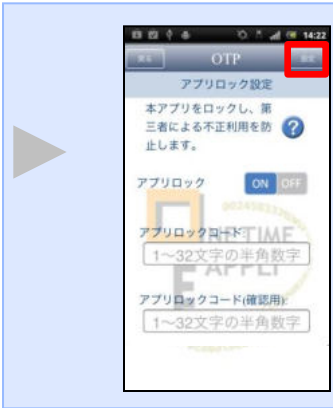 14:22
戻る
OTP
設定
アプリロック設定
本アプリをロックし、第
三者による不正利用を防
止します。
?
アプリロック
ON OFF
アプリロックコード:
1～32文字の半角数字
アプリロックコード(確認用):
1～32文字の半角数字